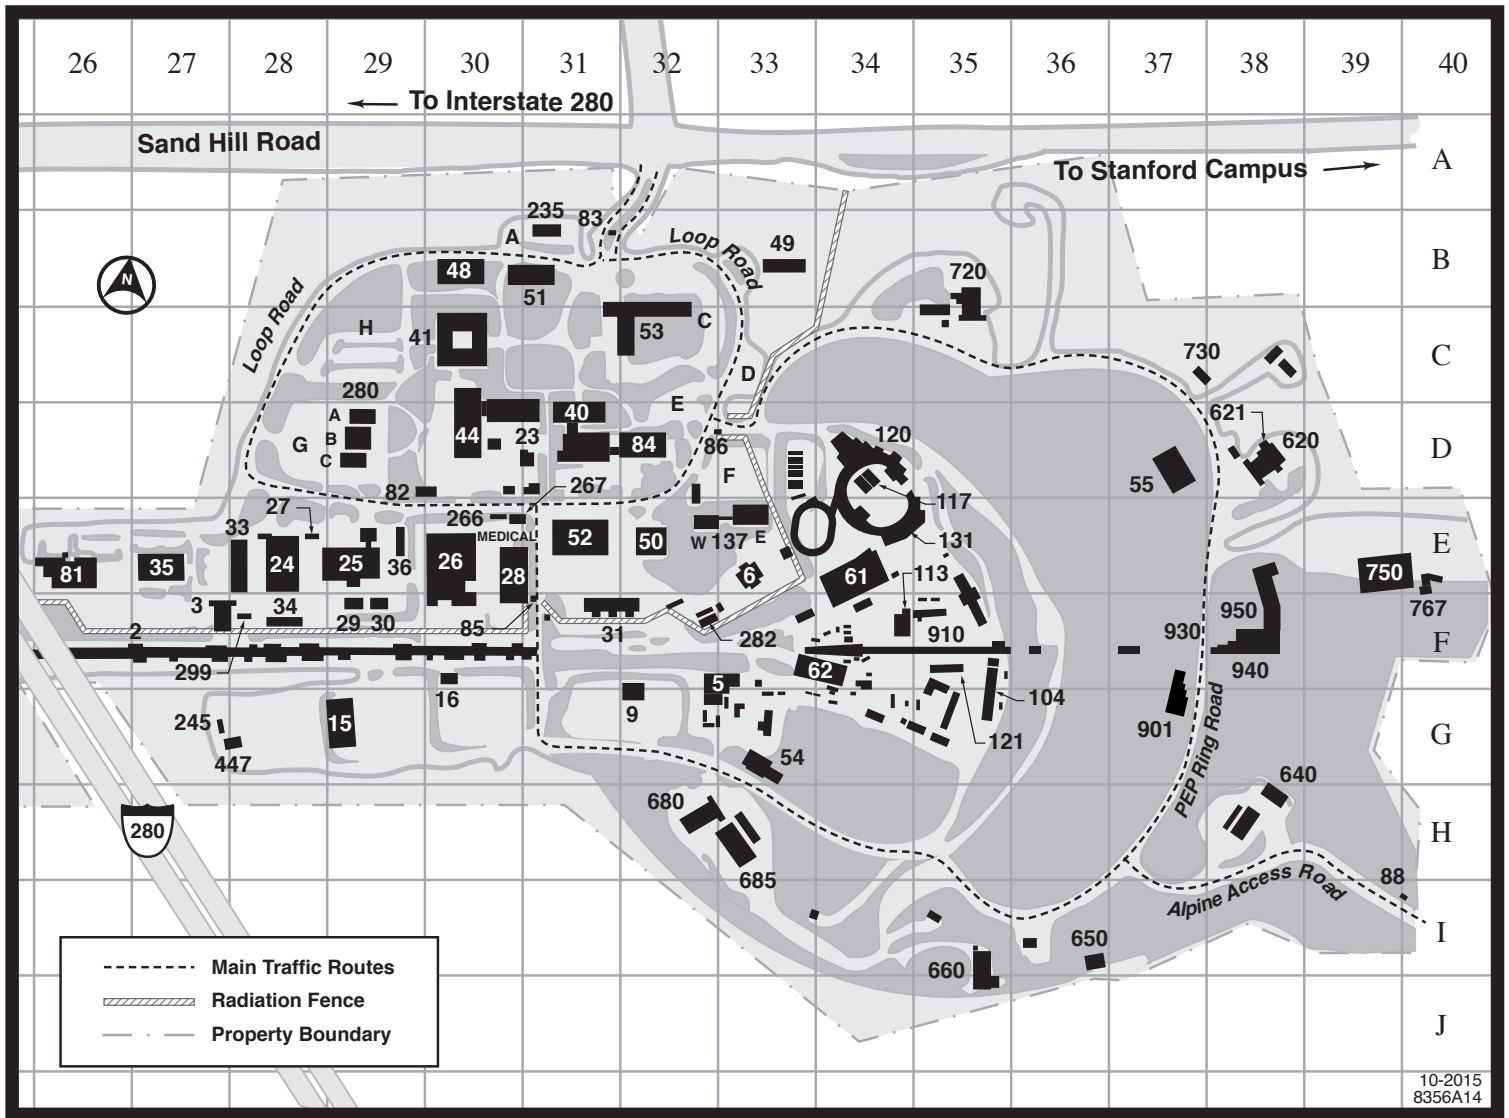 26 27 28 29 30 31 32 33 34 35 36 37 38 39 40
To Interstate 280
Sand Hill Road
A
To Stanford Campus
235 83
A
Loop Road
49
B
48
51
720
Loop Road
H
41
53
C
730
C
D
280
A
B
C
G
44
23
40
84
E
86
621
620
120
D
55
82
267
F
117
27
33
266
MEDICAL
52
50
W 137 E
131
E
81
35
24
25
36
26
28
6
61
113
750
767
3
34
29 30
85
31
282
910
930
950
940
F
2
299
16
62
5
9
104
245
447
15
121
901
G
54
PEP Ring Road
640
680
685
280
H
88
Alpine Access Road
650
660
I
Main Traffic Routes
Radiation Fence
Property Boundary
J
N
10-2015
8356A14